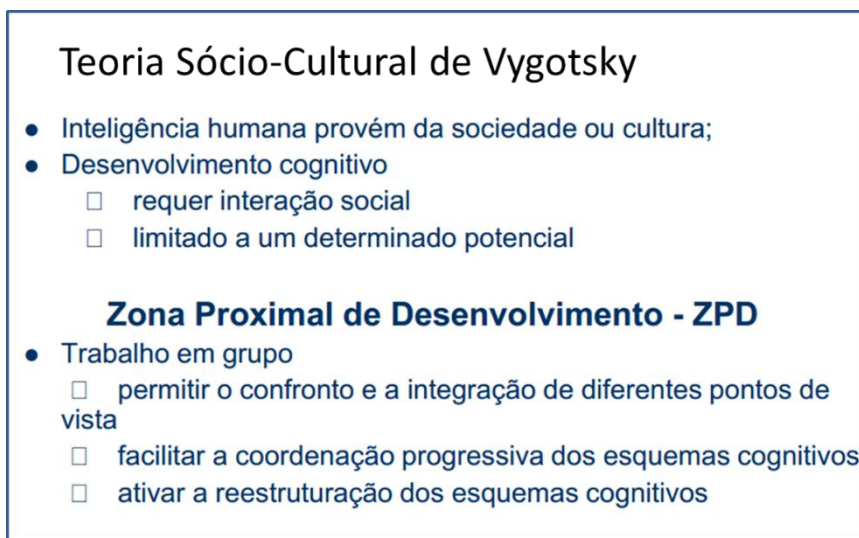 Teoria Sócio-Cultural de Vygotsky
● Inteligência humana provém da sociedade ou cultura;
● Desenvolvimento cognitivo
□ requer interação social
□ limitado a um determinado potencial
Zona Proximal de Desenvolvimento - ZPD
● Trabalho em grupo
□ permitir o confronto e a integração de diferentes pontos de
vista
□ facilitar a coordenação progressiva dos esquemas cognitivos
□ ativar a reestruturação dos esquemas cognitivos